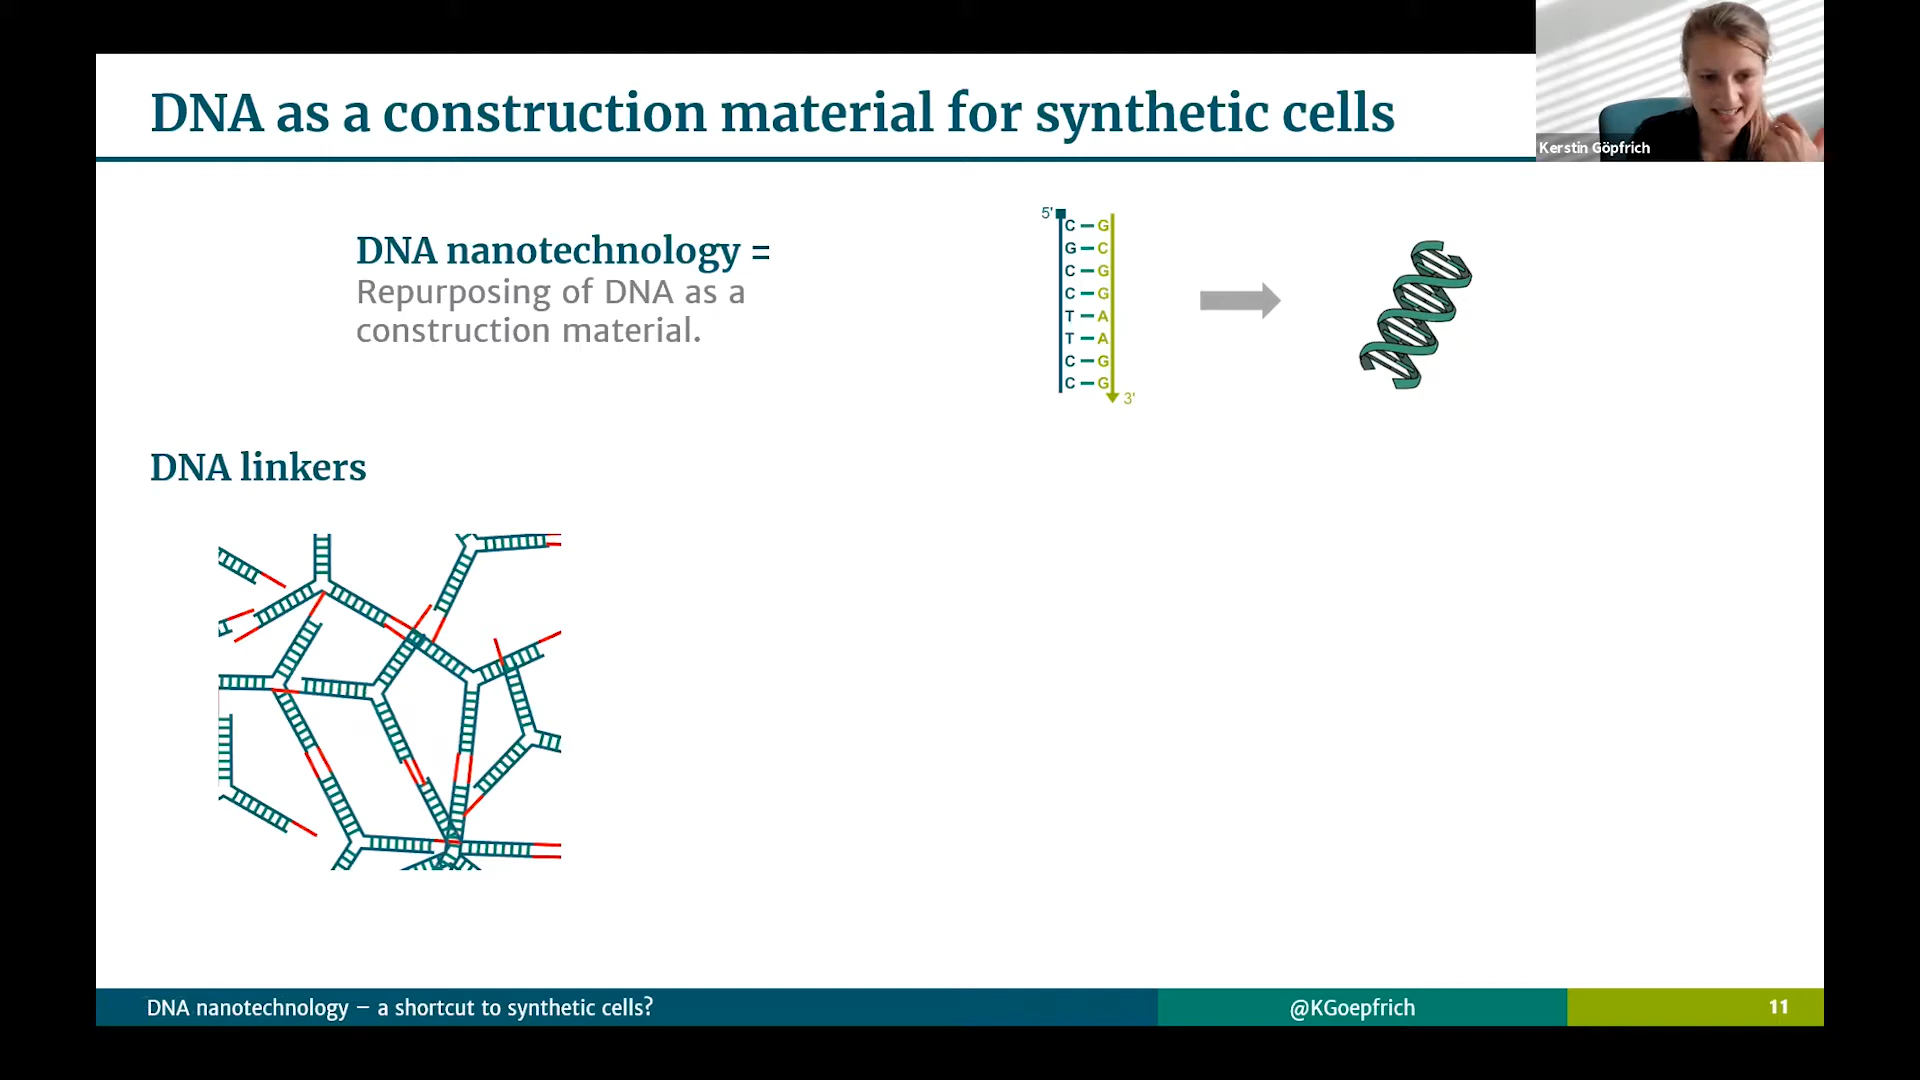 DNA as a construction material for synthetic cells
Kerstin Göpfrich
DNA nanotechnology =
Repurposing of DNA as a
construction material.
5'
C – G
G – C
C – G
C – G
T – A
T – A
C – G
C – G
3'
DNA linkers
DNA nanotechnology – a shortcut to synthetic cells?
@KGoepfrich
11